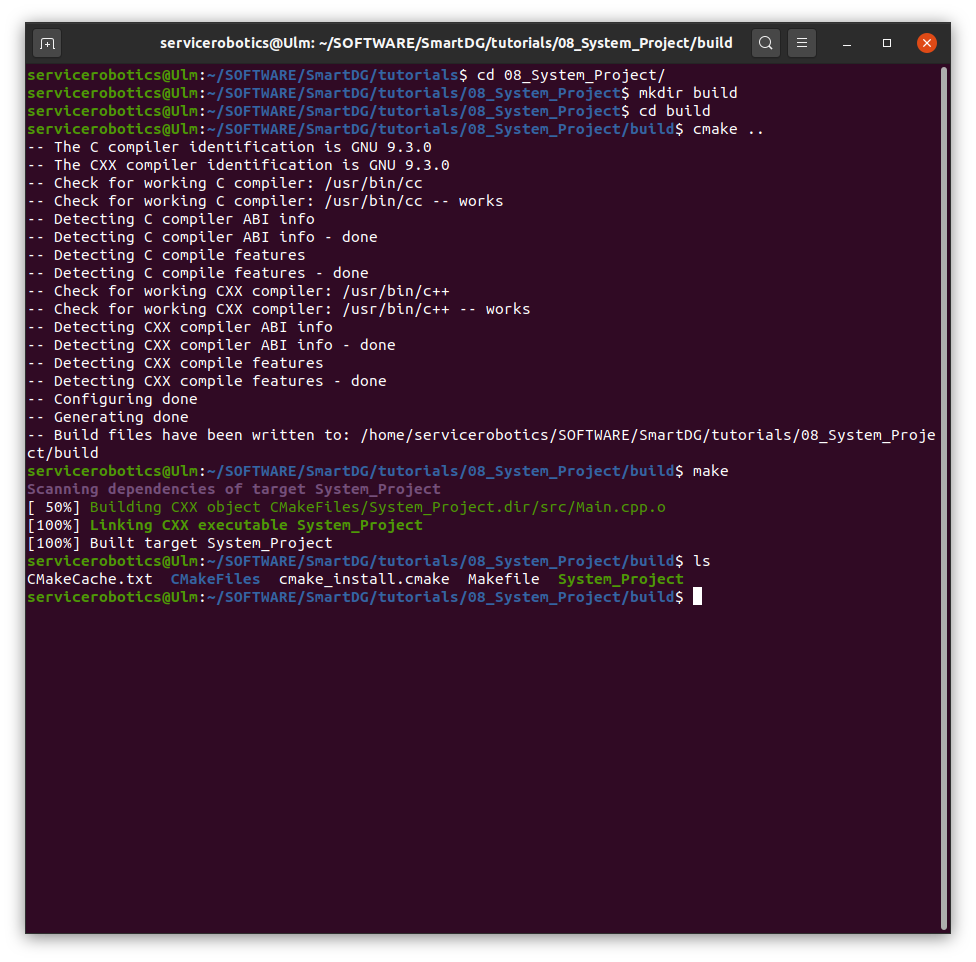 servicerobotics@Ulm: ~/SOFTWARE/SmartDG/tutorials/08_System_Project/build
servicerobotics@Ulm:~/SOFTWARE/SmartDG/tutorials$ cd 08_System_Project/
servicerobotics@Ulm:~/SOFTWARE/SmartDG/tutorials/08_System_Project$ mkdir build
servicerobotics@Ulm:~/SOFTWARE/SmartDG/tutorials/08_System_Project$ cd build
servicerobotics@Ulm:~/SOFTWARE/SmartDG/tutorials/08_System_Project/build$ cmake ..
-- The C compiler identification is GNU 9.3.0
-- The CXX compiler identification is GNU 9.3.0
-- Check for working C compiler: /usr/bin/cc
-- Check for working C compiler: /usr/bin/cc -- works
-- Detecting C compiler ABI info
-- Detecting C compiler ABI info - done
-- Detecting C compile features
-- Detecting C compile features - done
-- Check for working CXX compiler: /usr/bin/c++
-- Check for working CXX compiler: /usr/bin/c++ -- works
-- Detecting CXX compiler ABI info
-- Detecting CXX compiler ABI info - done
-- Detecting CXX compile features
-- Detecting CXX compile features - done
-- Configuring done
-- Generating done
-- Build files have been written to: /home/servicerobotics/SOFTWARE/SmartDG/tutorials/08_System_Proje
ct/build
servicerobotics@Ulm:~/SOFTWARE/SmartDG/tutorials/08_System_Project/build$ make
Scanning dependencies of target System_Project
[ 50%] Building CXX object CMakeFiles/System_Project.dir/src/Main.cpp.o
[100%] Linking CXX executable System_Project
[100%] Built target System_Project
servicerobotics@Ulm:~/SOFTWARE/SmartDG/tutorials/08_System_Project/build$ ls
CMakeCache.txt  CMakeFiles  cmake_install.cmake  Makefile  System_Project
servicerobotics@Ulm:~/SOFTWARE/SmartDG/tutorials/08_System_Project/build$